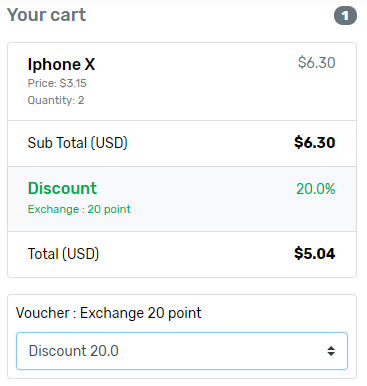 Your cart 1
Iphone X $6.30
Price: $3.15
Quantity: 2
Sub Total (USD) $6.30
Discount 20.0%
Exchange : 20 point
Total (USD) $5.04
Voucher : Exchange 20 point
Discount 20.0